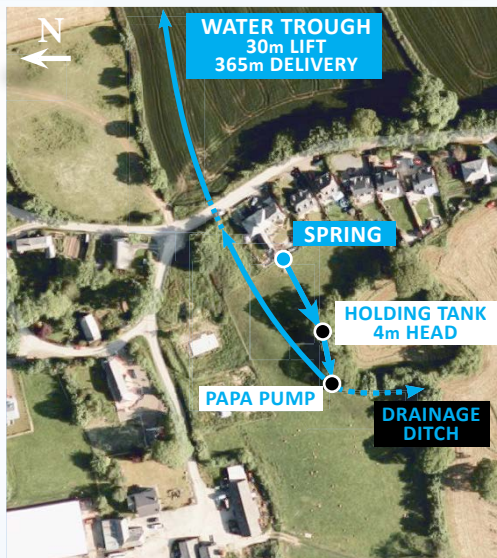 N
WATER TROUGH
30m LIFT
365m DELIVERY
SPRING
HOLDING TANK
4m HEAD
PAPA PUMP
DRAINAGE
DITCH